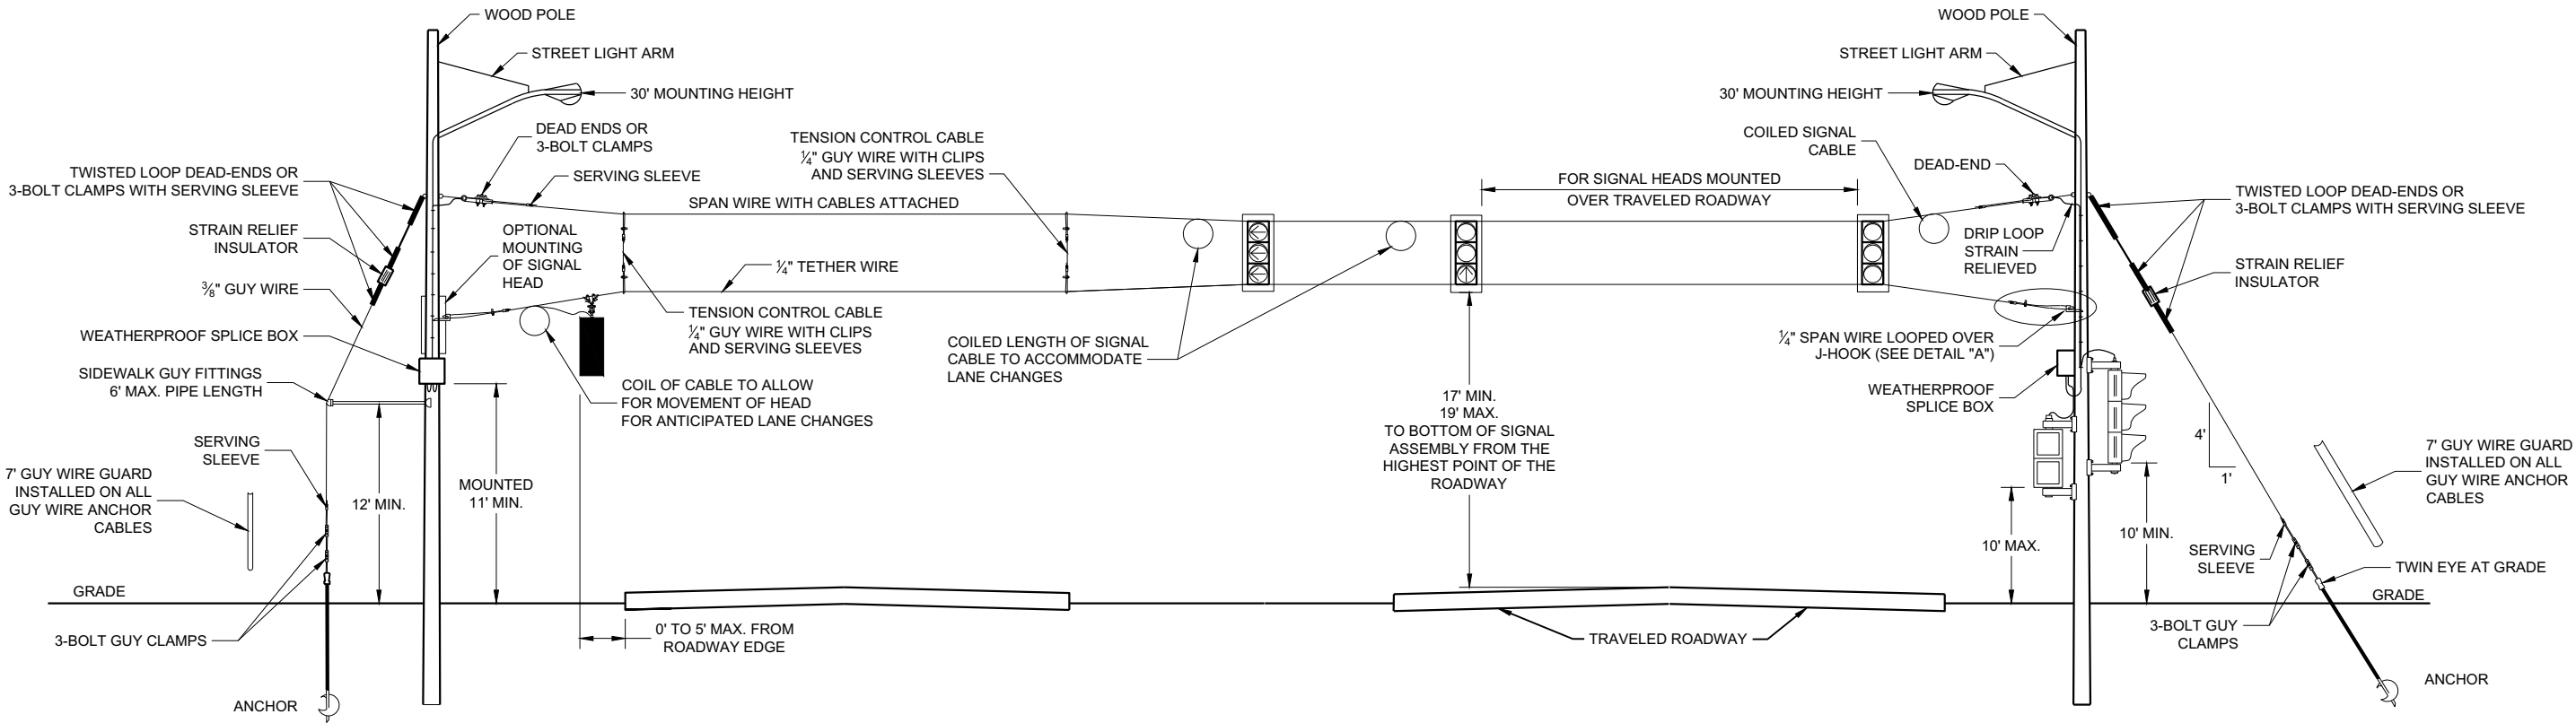 WOOD POLE
STREET LIGHT ARM
30' MOUNTING HEIGHT
DEAD ENDS OR
3-BOLT CLAMPS
SERVING SLEEVE
TWISTED LOOP DEAD-ENDS OR
3-BOLT CLAMPS WITH SERVING SLEEVE
STRAIN RELIEF
INSULATOR
3/8" GUY WIRE
WEATHERPROOF SPLICE BOX
SIDEWALK GUY FITTINGS
6' MAX. PIPE LENGTH
SERVING
SLEEVE
7' GUY WIRE GUARD
INSTALLED ON ALL
GUY WIRE ANCHOR
CABLES
12' MIN.
MOUNTED
11' MIN.
GRADE
3-BOLT GUY CLAMPS
ANCHOR
OPTIONAL
MOUNTING
OF SIGNAL
HEAD
TENSION CONTROL CABLE
1/4" GUY WIRE WITH CLIPS
AND SERVING SLEEVES
SPAN WIRE WITH CABLES ATTACHED
1/4" TETHER WIRE
TENSION CONTROL CABLE
1/4" GUY WIRE WITH CLIPS
AND SERVING SLEEVES
COIL OF CABLE TO ALLOW
FOR MOVEMENT OF HEAD
FOR ANTICIPATED LANE CHANGES
0' TO 5' MAX. FROM
ROADWAY EDGE
COILED LENGTH OF SIGNAL
CABLE TO ACCOMMODATE
LANE CHANGES
FOR SIGNAL HEADS MOUNTED
OVER TRAVELED ROADWAY
17' MIN.
19' MAX.
TO BOTTOM OF SIGNAL
ASSEMBLY FROM THE
HIGHEST POINT OF THE
ROADWAY
TRAVELED ROADWAY
WOOD POLE
STREET LIGHT ARM
30' MOUNTING HEIGHT
COILED SIGNAL
CABLE
DEAD-END
DRIP LOOP
STRAIN
RELIEVED
1/4" SPAN WIRE LOOPED OVER
J-HOOK (SEE DETAIL "A")
WEATHERPROOF
SPLICE BOX
10' MAX.
10' MIN.
TWISTED LOOP DEAD-ENDS OR
3-BOLT CLAMPS WITH SERVING SLEEVE
STRAIN RELIEF
INSULATOR
4'
1'
7' GUY WIRE GUARD
INSTALLED ON ALL
GUY WIRE ANCHOR
CABLES
SERVING
SLEEVE
TWIN EYE AT GRADE
GRADE
3-BOLT GUY
CLAMPS
ANCHOR